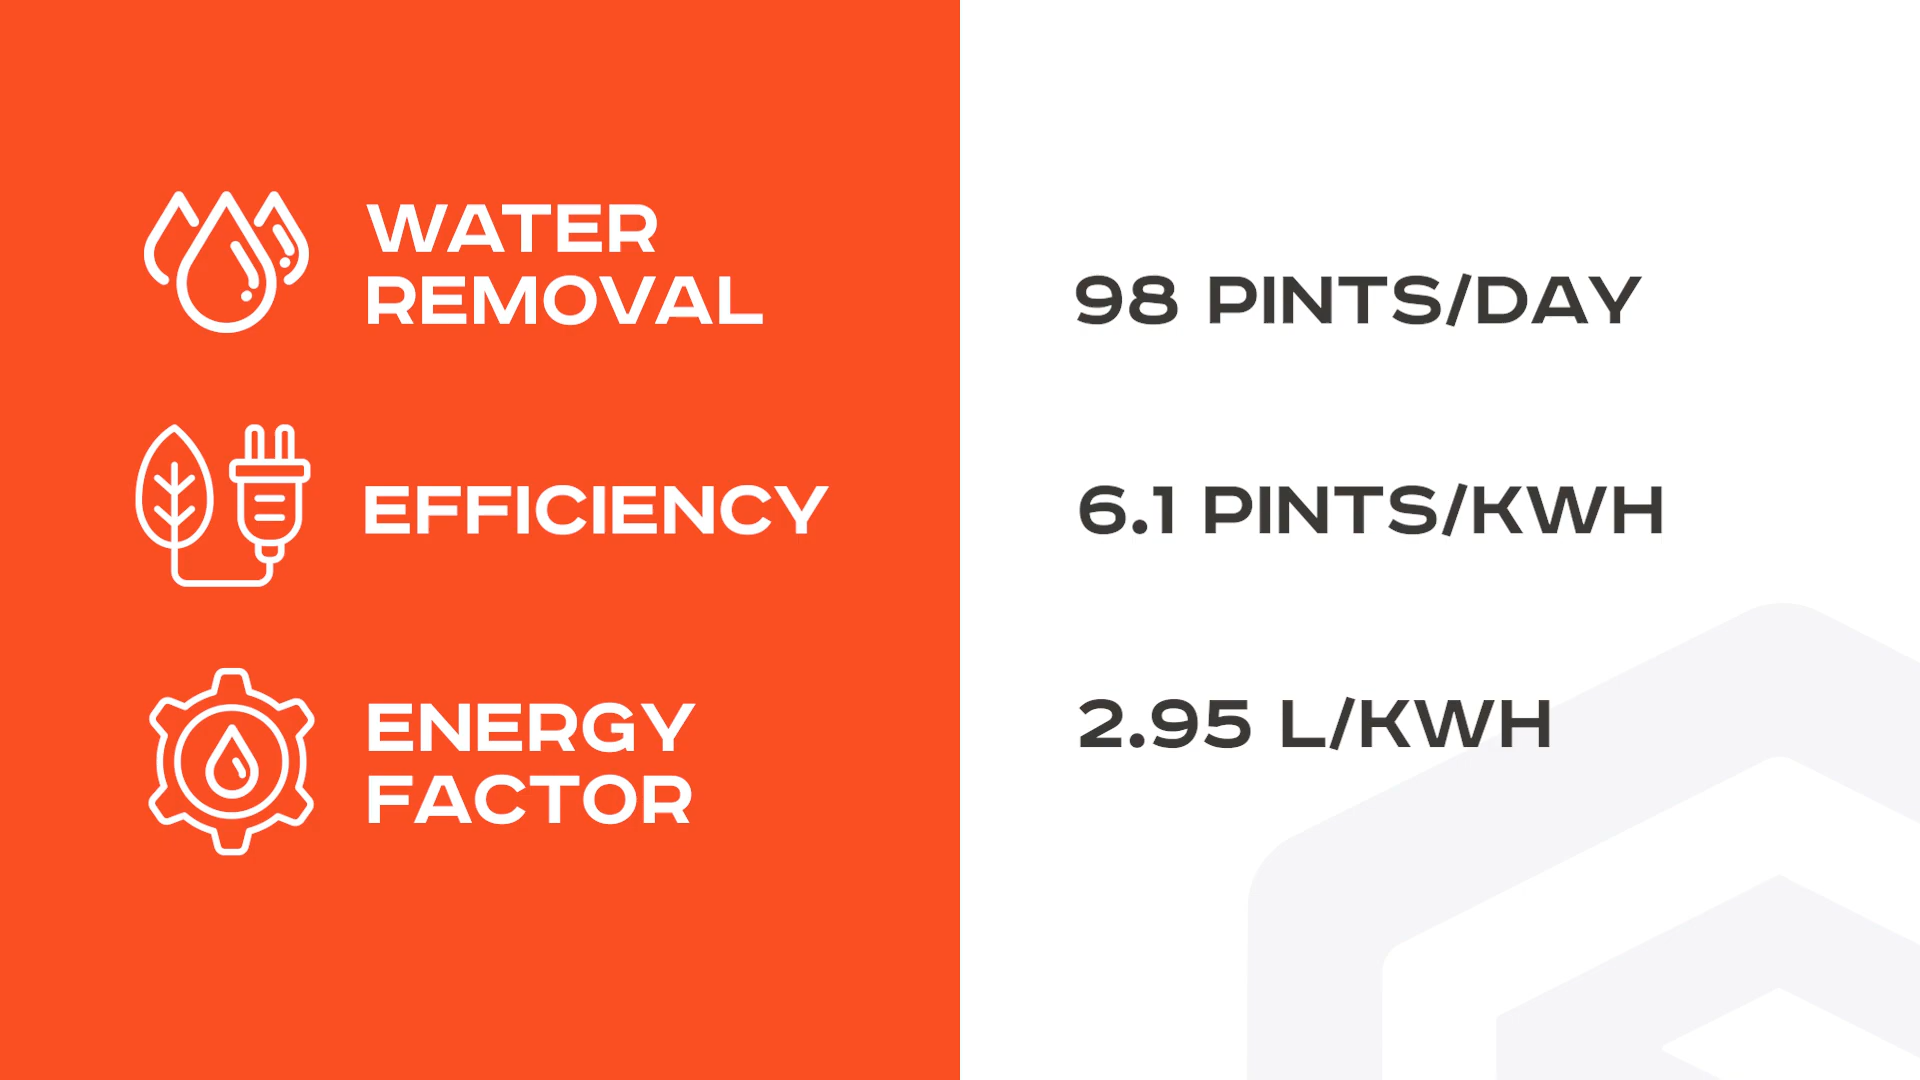 WATER
REMOVAL
98 PINTS/DAY
EFFICIENCY
6.1 PINTS/KWH
ENERGY
FACTOR
2.95 L/KWH